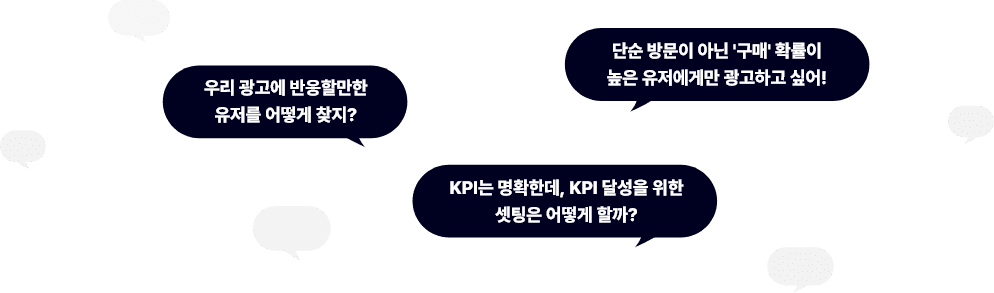 단순 방문이 아닌 '구매' 확률이
높은 유저에게만 광고하고 싶어!
우리 광고에 반응할만한
유저를 어떻게 찾지?
KPI는 명확한데, KPI 달성을 위한
셋팅은 어떻게 할까?